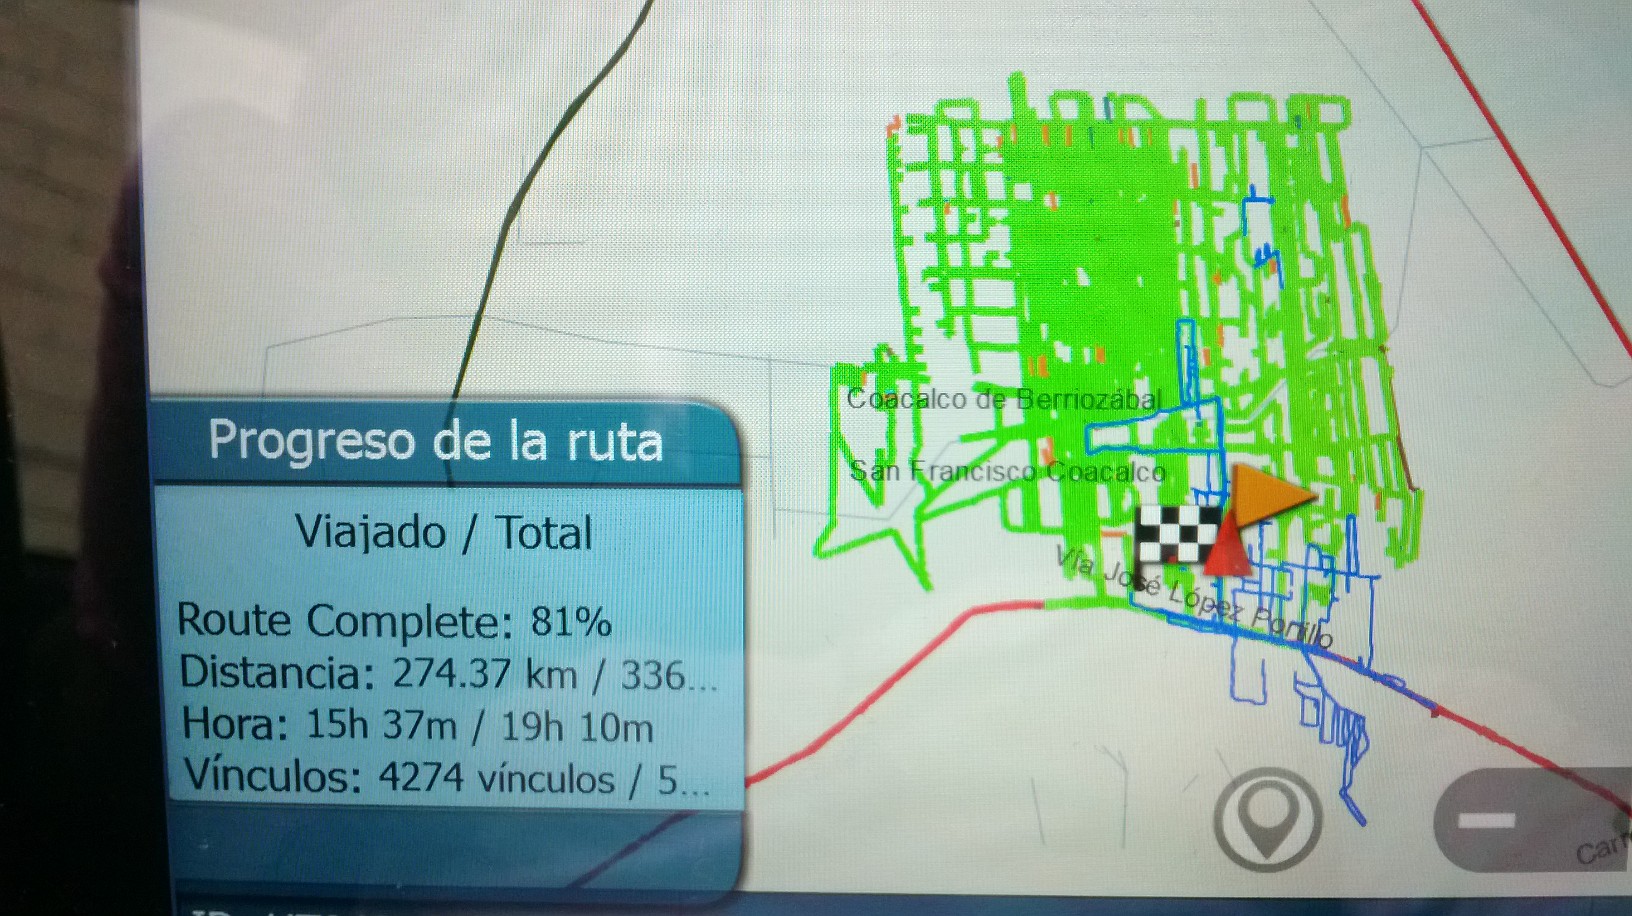 Progreso de la ruta
Viajado / Total
Route Complete: 81%
Distancia: 274.37 km / 336...
Hora: 15h 37m / 19h 10m
Vínculos: 4274 vínculos / 5...
Coacalco de Berriozábal
San Francisco Coacalco
Vía José López Portillo